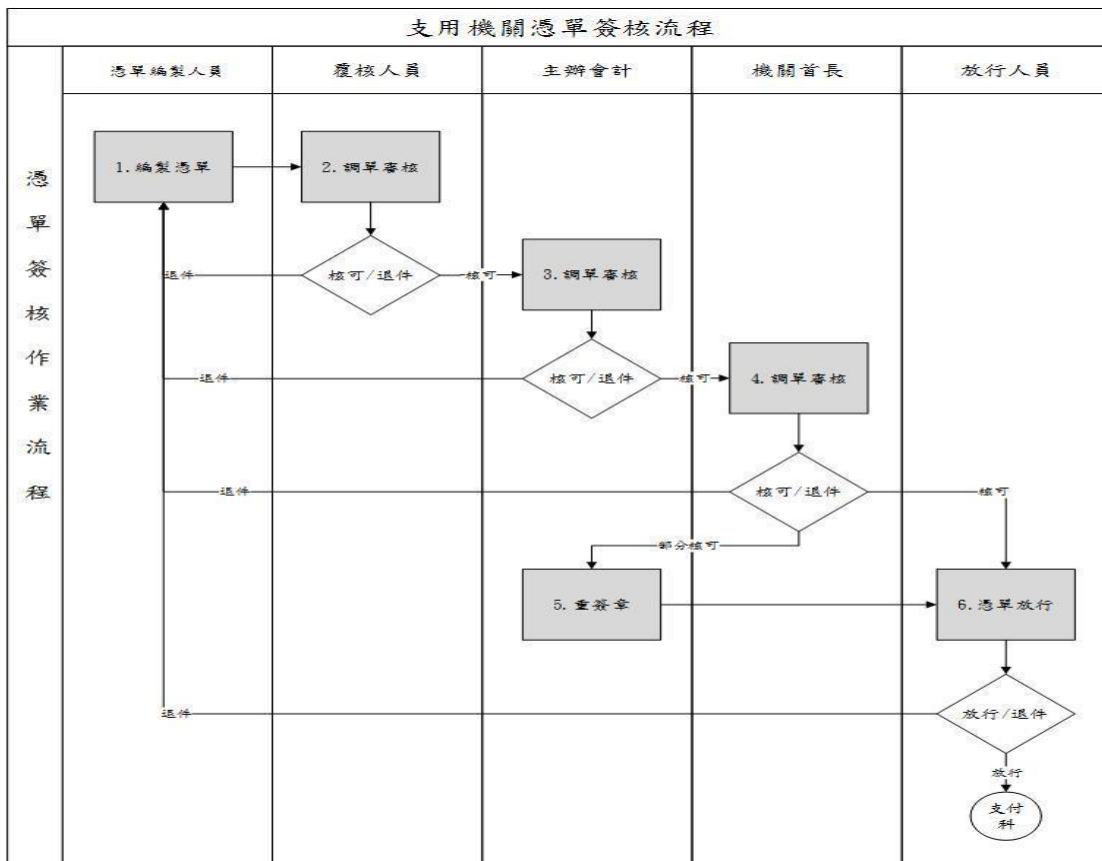 支用機關憑單簽核流程
憑單編製人員
覆核人員
主辦會計
機關首長
放行人員
憑單簽核作業流程
1.編製憑單
2.調單審核
退件
核可/退件
核可
3.調單審核
退件
核可/退件
核可
4.調單審核
退件
核可/退件
核可
部分核可
5.重簽章
6.憑單放行
退件
放行/退件
放行
支付
科